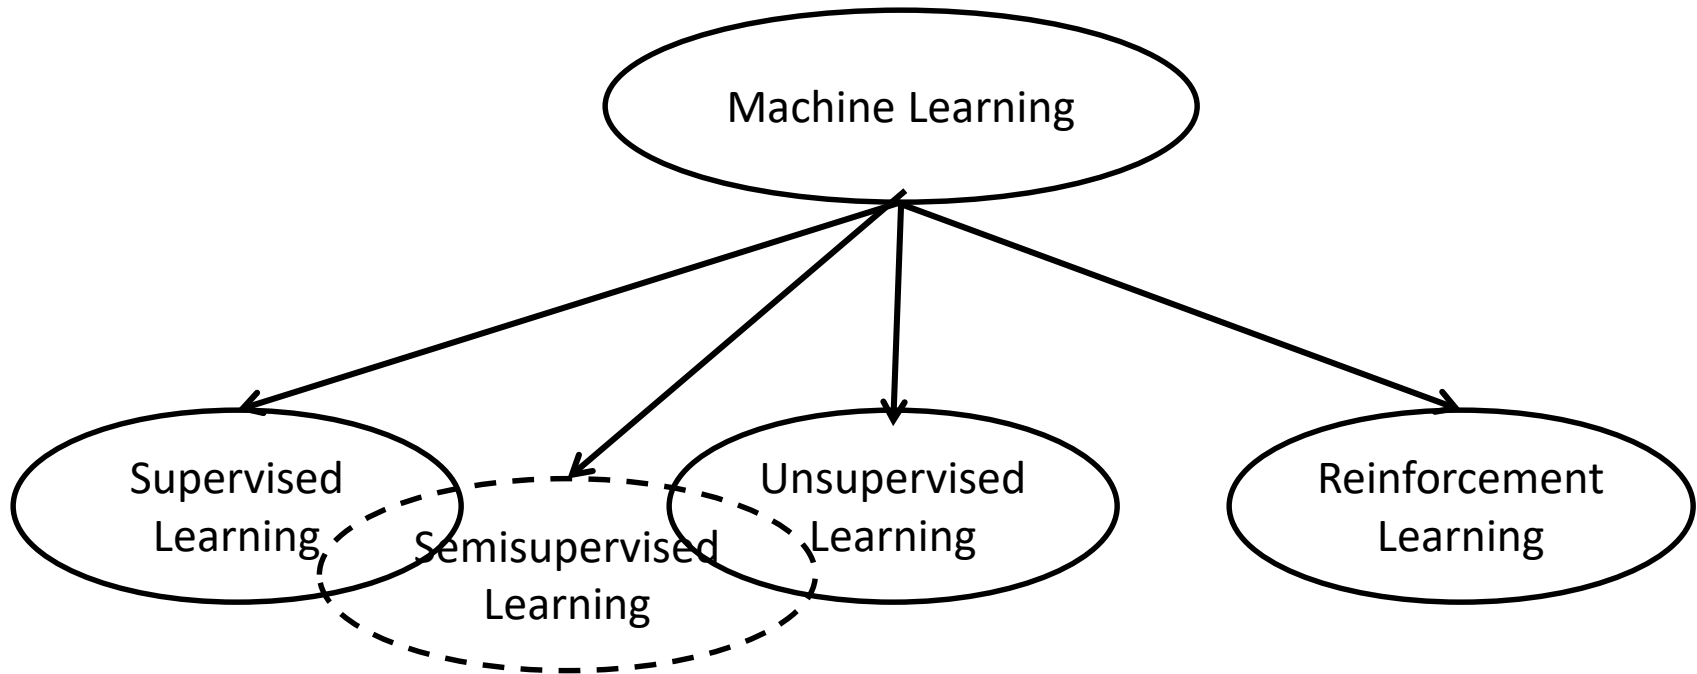 Machine Learning
Supervised
Learning
Semisupervised
Learning
Unsupervised
Learning
Reinforcement
Learning